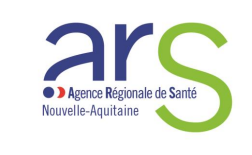 ars
Agence Régionale de Santé
Nouvelle-Aquitaine